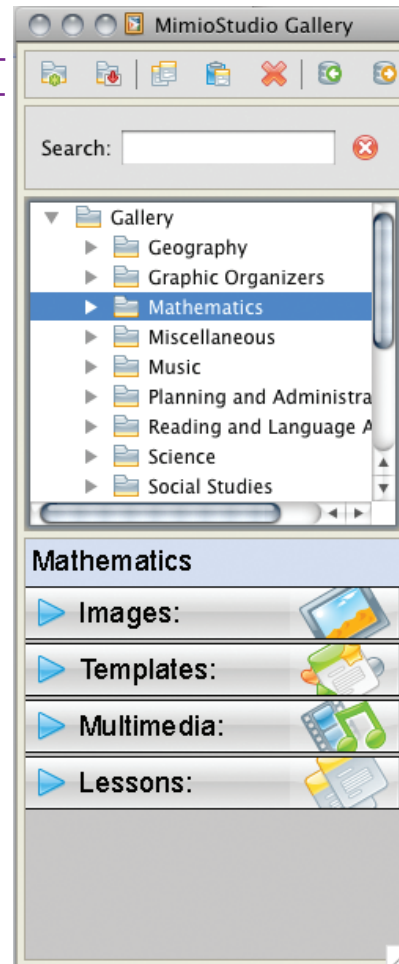 MimioStudio Gallery
Search:
Gallery
Geography
Graphic Organizers
Mathematics
Miscellaneous
Music
Planning and Administra
Reading and Language A
Science
Social Studies
Mathematics
Images:
Templates:
Multimedia:
Lessons: